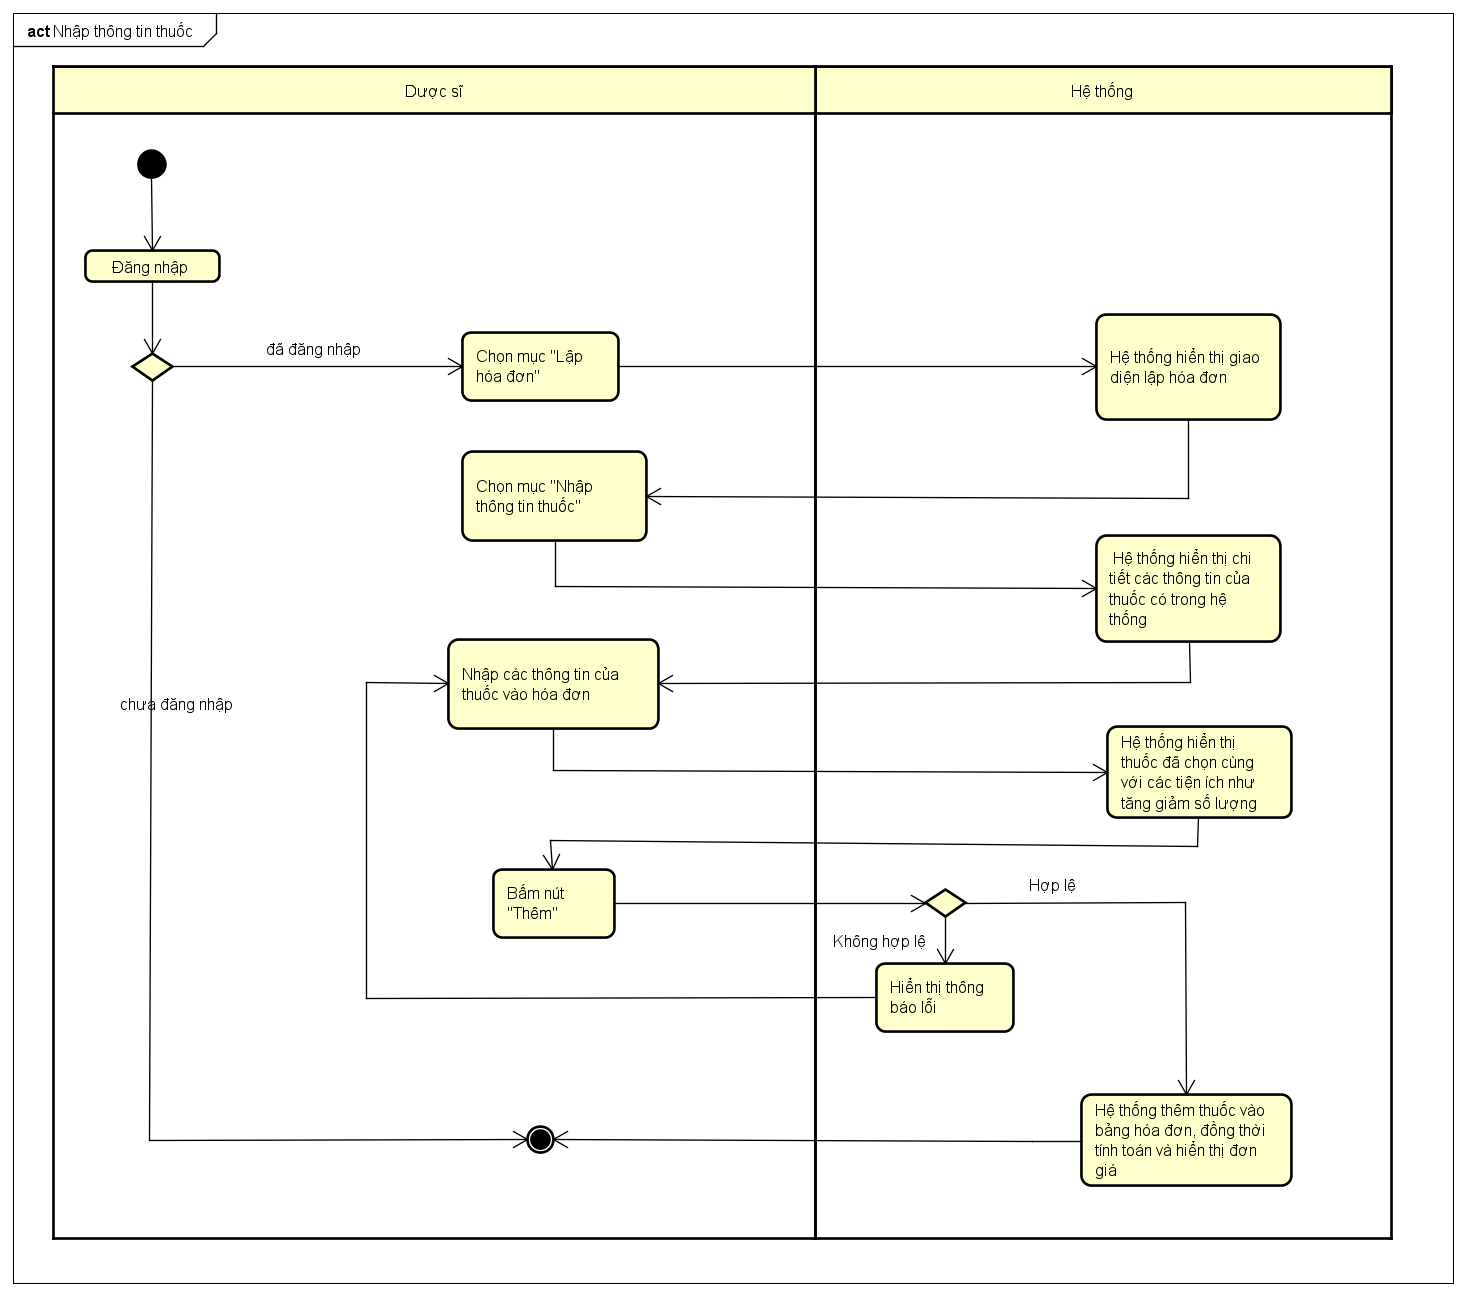 act Nhập thông tin thuốc
Dược sĩ
Hệ thống
Đăng nhập
đã đăng nhập
Chọn mục "Lập
hóa đơn"
Hệ thống hiển thị giao
diện lập hóa đơn
Chọn mục "Nhập
thông tin thuốc"
Hệ thống hiển thị chi
tiết các thông tin của
thuốc có trong hệ
thống
Nhập các thông tin của
thuốc vào hóa đơn
chưa đăng nhập
Hệ thống hiển thị
thuốc đã chọn cùng
với các tiện ích như
tăng giảm số lượng
Bấm nút
"Thêm"
Hợp lệ
Không hợp lệ
Hiển thị thông
báo lỗi
Hệ thống thêm thuốc vào
bảng hóa đơn, đồng thời
tính toán và hiển thị đơn
giá